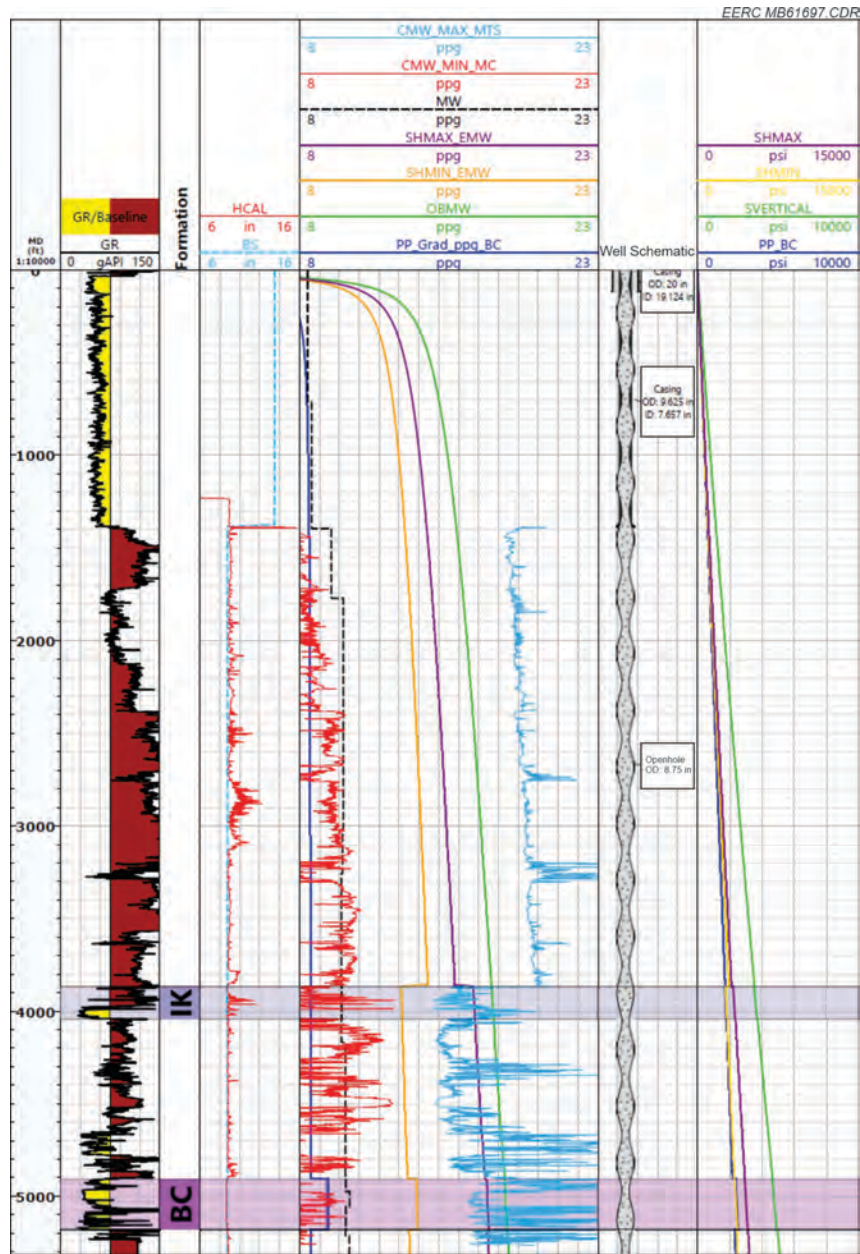 EERC MB61697.CDR
CMW_MAX_MTS
8 ppg 23
CMW_MIN_MC
8 ppg 23
MW
8 ppg 23
SHMAX_EMW
8 ppg 23
SHMIN_EMW
8 ppg 23
OBMW
8 ppg 23
PP_Grad_ppg_BC
8 ppg 23
SHMAX
0 psi 15000
SHMIN
0 psi 15000
SVERTICAL
0 psi 10000
PP_BC
0 psi 10000
GR/Baseline
GR
0 gAPI 150
MD
(ft)
1:10000
Formation
HCAL
6 in 16
BS
6 in 16
Well Schematic
0
Casing
OD: 20 in
ID: 19.124 in
Casing
OD: 9.625 in
ID: 7.657 in
1000
2000
Openhole
OD: 8.75 in
3000
4000
IK
5000
BC